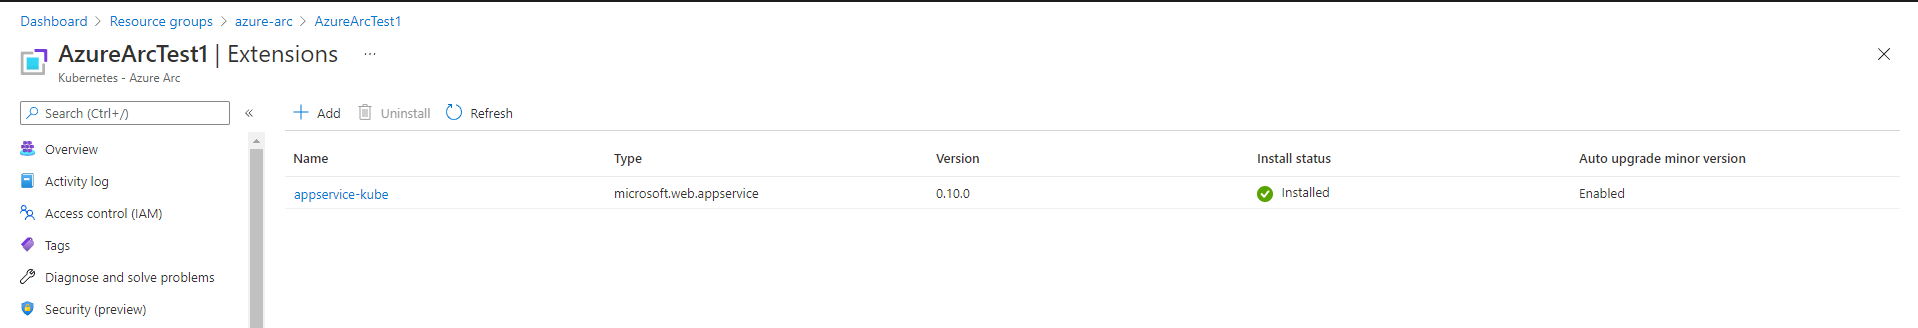 Dashboard > Resource groups > azure-arc > AzureArcTest1
AzureArcTest1 | Extensions ...
Kubernetes - Azure Arc
Search (Ctrl+/) «
Add Uninstall Refresh
Overview
Activity log
Access control (IAM)
Tags
Diagnose and solve problems
Security (preview)
Name Type Version Install status Auto upgrade minor version
appservice-kube microsoft.web.appservice 0.10.0 Installed Enabled